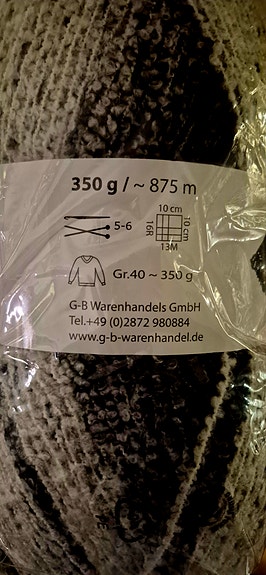 350 g / ~ 875 m
10 cm
5-6
16R
10 cm
13M
Gr.40 ~ 350 g
G-B Warenhandels GmbH
Tel.+49 (0)2872 980884
www.g-b-warenhandel.de